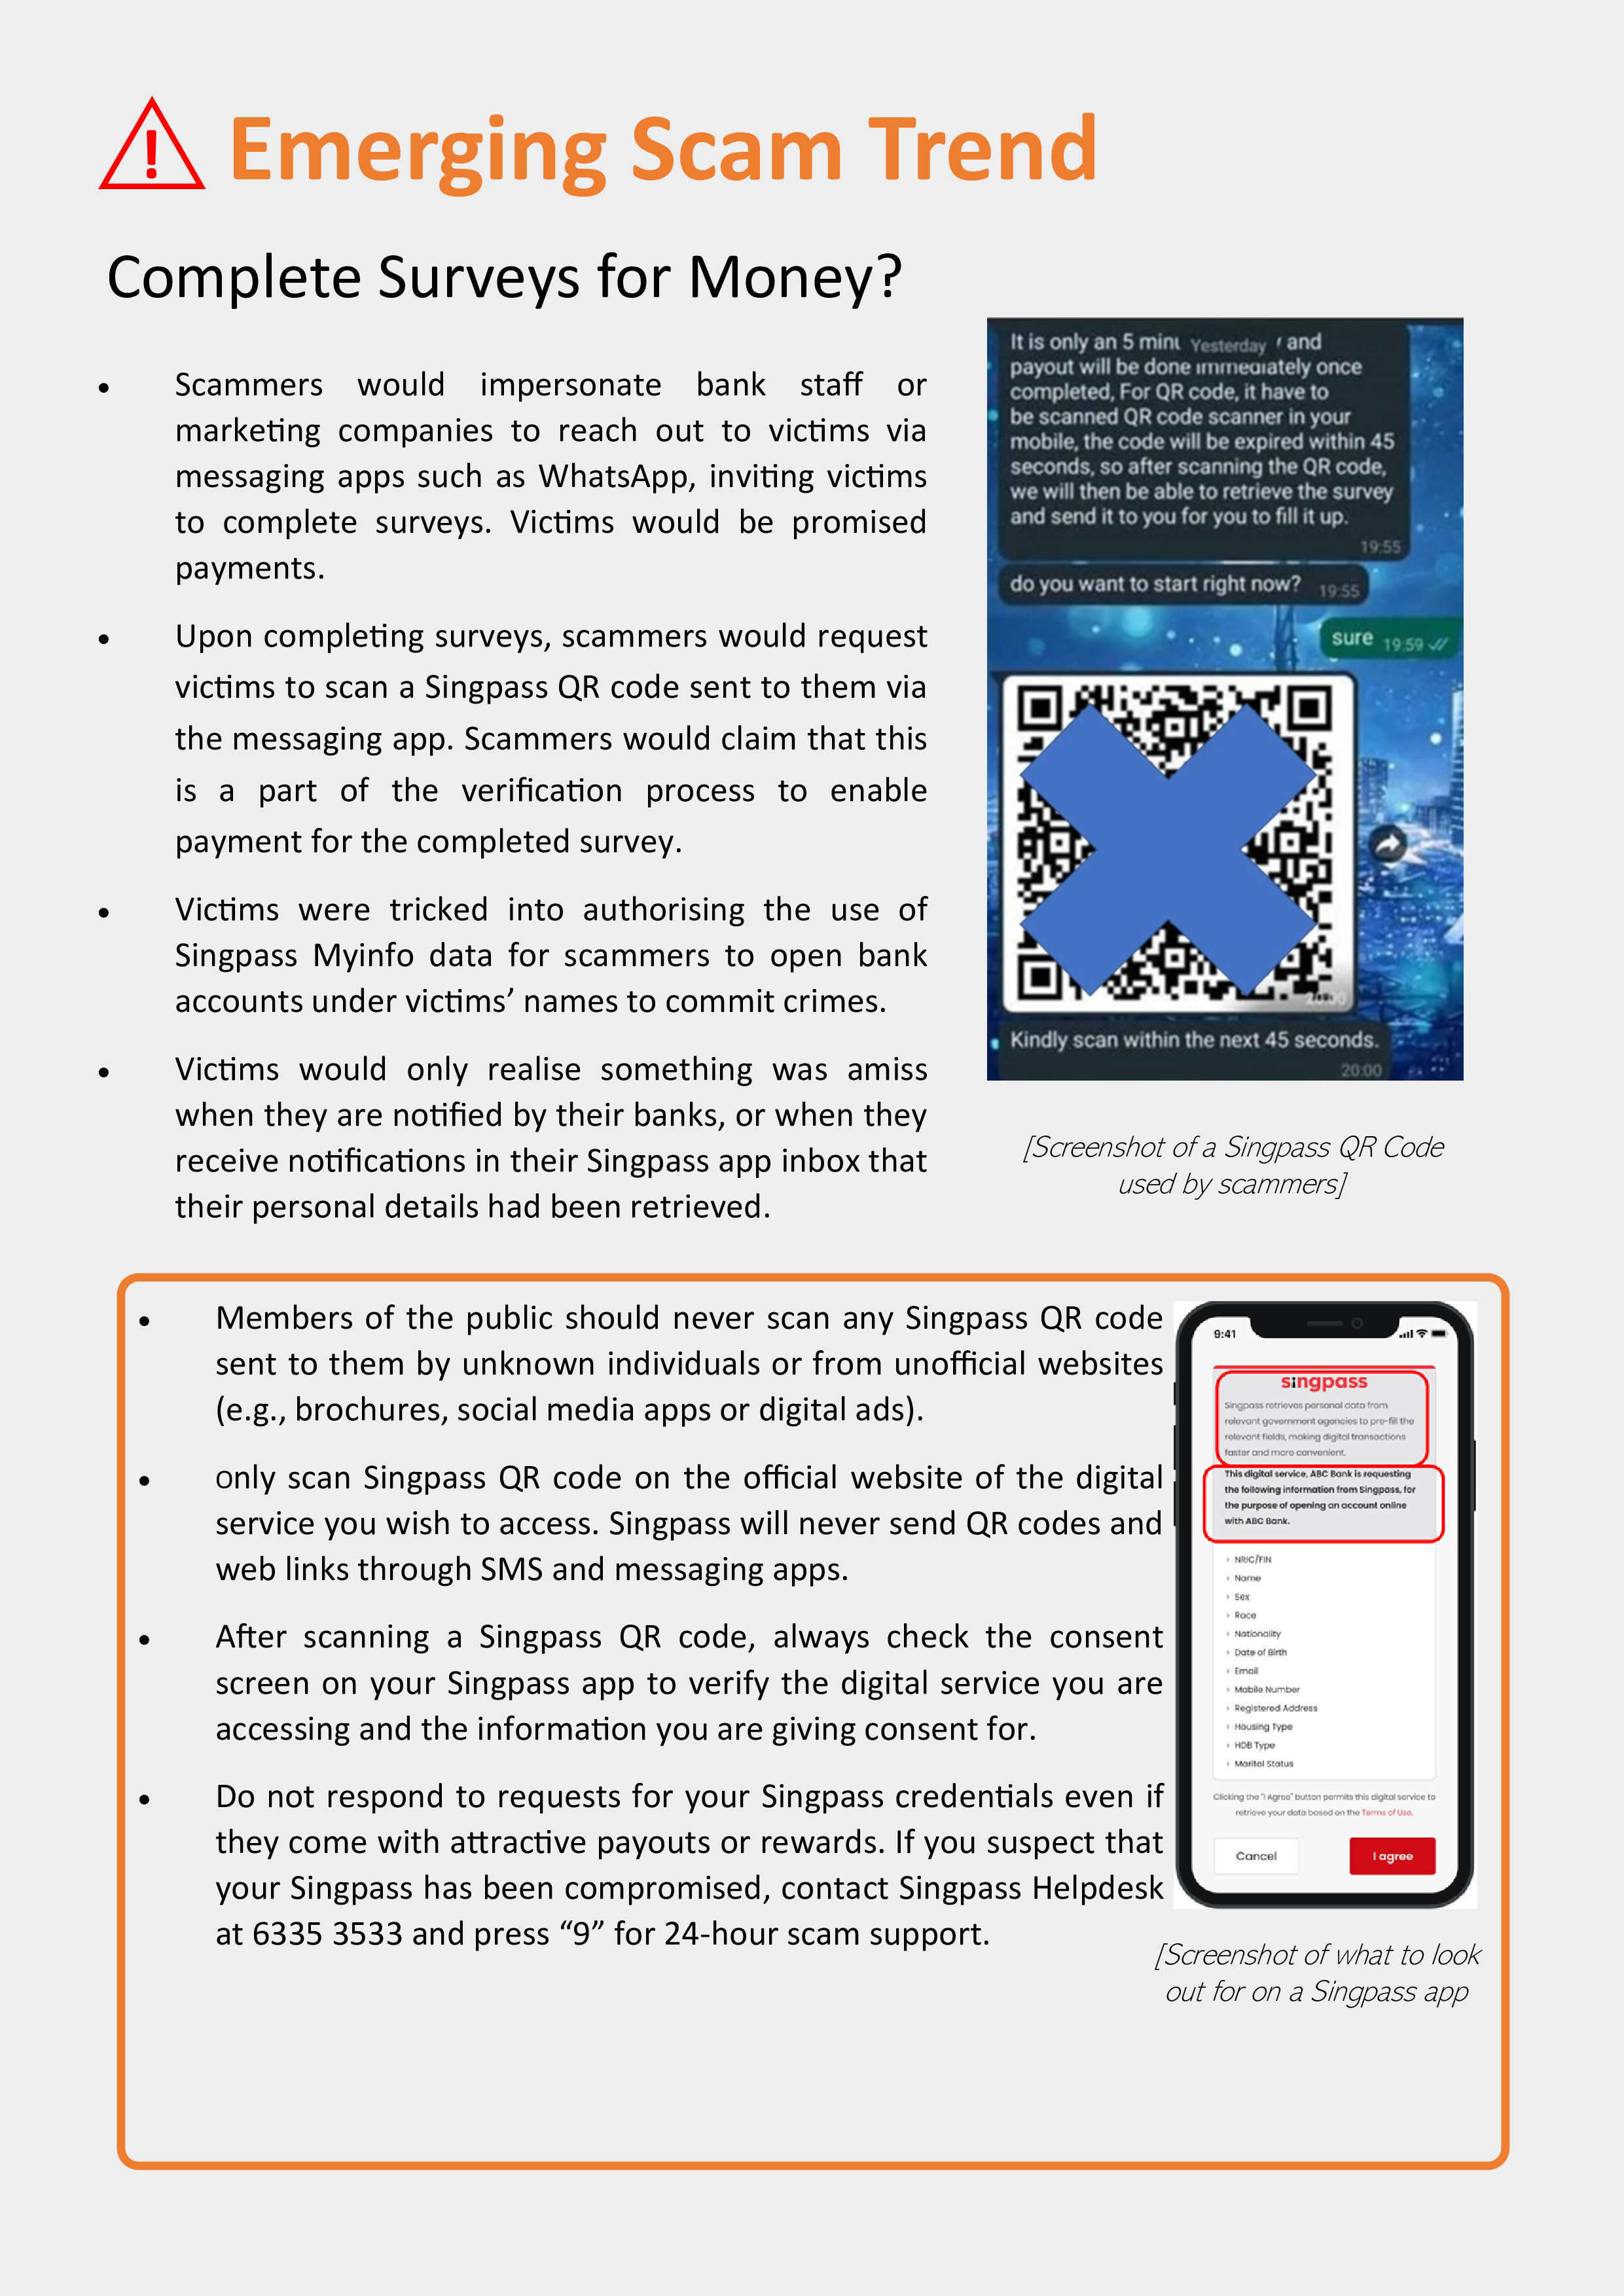 !
Emerging Scam Trend
Complete Surveys for Money?
• Scammers would impersonate bank staff or
marketing companies to reach out to victims via
messaging apps such as WhatsApp, inviting victims
to complete surveys. Victims would be promised
payments.
• Upon completing surveys, scammers would request
victims to scan a Singpass QR code sent to them via
the messaging app. Scammers would claim that this
is a part of the verification process to enable
payment for the completed survey.
• Victims were tricked into authorising the use of
Singpass Myinfo data for scammers to open bank
accounts under victims’ names to commit crimes.
• Victims would only realise something was amiss
when they are notified by their banks, or when they
receive notifications in their Singpass app inbox that
their personal details had been retrieved.
It is only an 5 minu Yesterday and
payout will be done immediately once
completed, For QR code, it have to
be scanned QR code scanner in your
mobile, the code will be expired within 45
seconds, so after scanning the QR code,
we will then be able to retrieve the survey
and send it to you for you to fill it up.
19:55
do you want to start right now? 19:55
sure 19:59
20:00
Kindly scan within the next 45 seconds.
20:00
[Screenshot of a Singpass QR Code
used by scammers]
• Members of the public should never scan any Singpass QR code
sent to them by unknown individuals or from unofficial websites
(e.g., brochures, social media apps or digital ads).
• Only scan Singpass QR code on the official website of the digital
service you wish to access. Singpass will never send QR codes and
web links through SMS and messaging apps.
• After scanning a Singpass QR code, always check the consent
screen on your Singpass app to verify the digital service you are
accessing and the information you are giving consent for.
• Do not respond to requests for your Singpass credentials even if
they come with attractive payouts or rewards. If you suspect that
your Singpass has been compromised, contact Singpass Helpdesk
at 6335 3533 and press “9” for 24-hour scam support.
9:41
singpass
Singpass retrieves personal data from
relevant government agencies to pre-fill the
relevant fields, making digital transactions
faster and more convenient.
This digital service, ABC Bank is requesting
the following information from Singpass, for
the purpose of opening an account online
with ABC Bank.
› NRIC/FIN
› Name
› Sex
› Race
› Nationality
› Date of Birth
› Email
› Mobile Number
› Registered Address
› Housing Type
› HDB Type
› Marital Status
Clicking the "I Agree" button permits this digital service to
retrieve your data based on the Terms of Use.
Cancel
I agree
[Screenshot of what to look
out for on a Singpass app